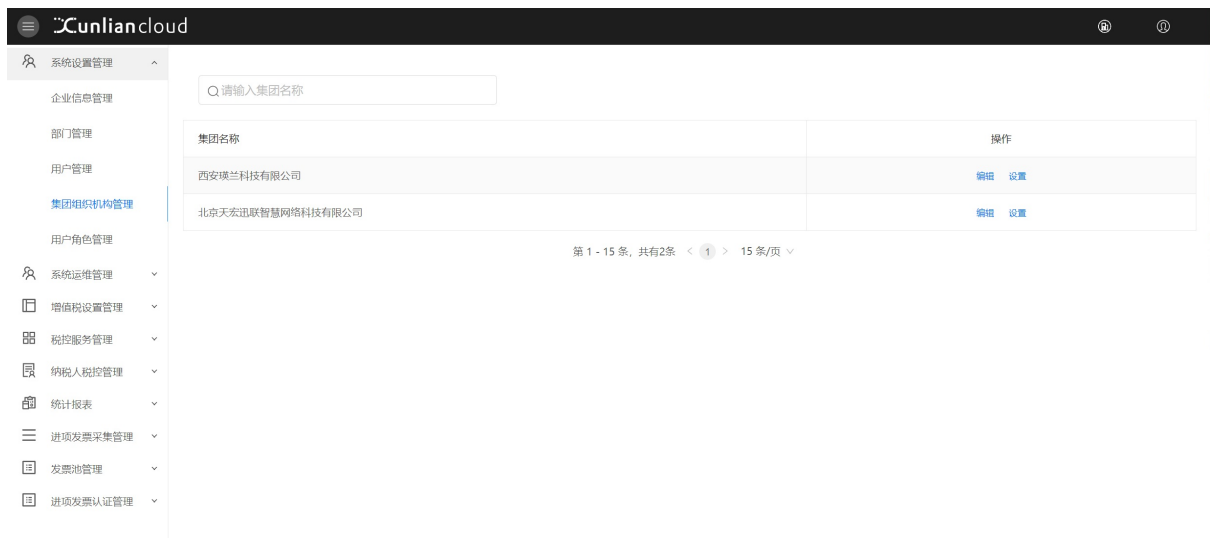 Xunliancloud
系统设置管理
企业信息管理
部门管理
用户管理
集团组织机构管理
用户角色管理
系统运维管理
增值税设置管理
税控服务管理
纳税人税控管理
统计报表
进项发票采集管理
发票池管理
进项发票认证管理
请输入集团名称
集团名称 操作
西安瑛兰科技有限公司 编辑 设置
北京天宏迅联智慧网络科技有限公司 编辑 设置
第 1 - 15 条, 共有2条 < 1 > 15 条/页